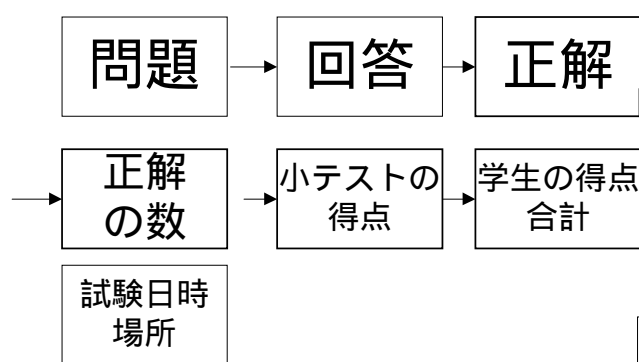 問題
回答
正解
正解
の数
小テストの
得点
学生の得点
合計
試験日時
場所